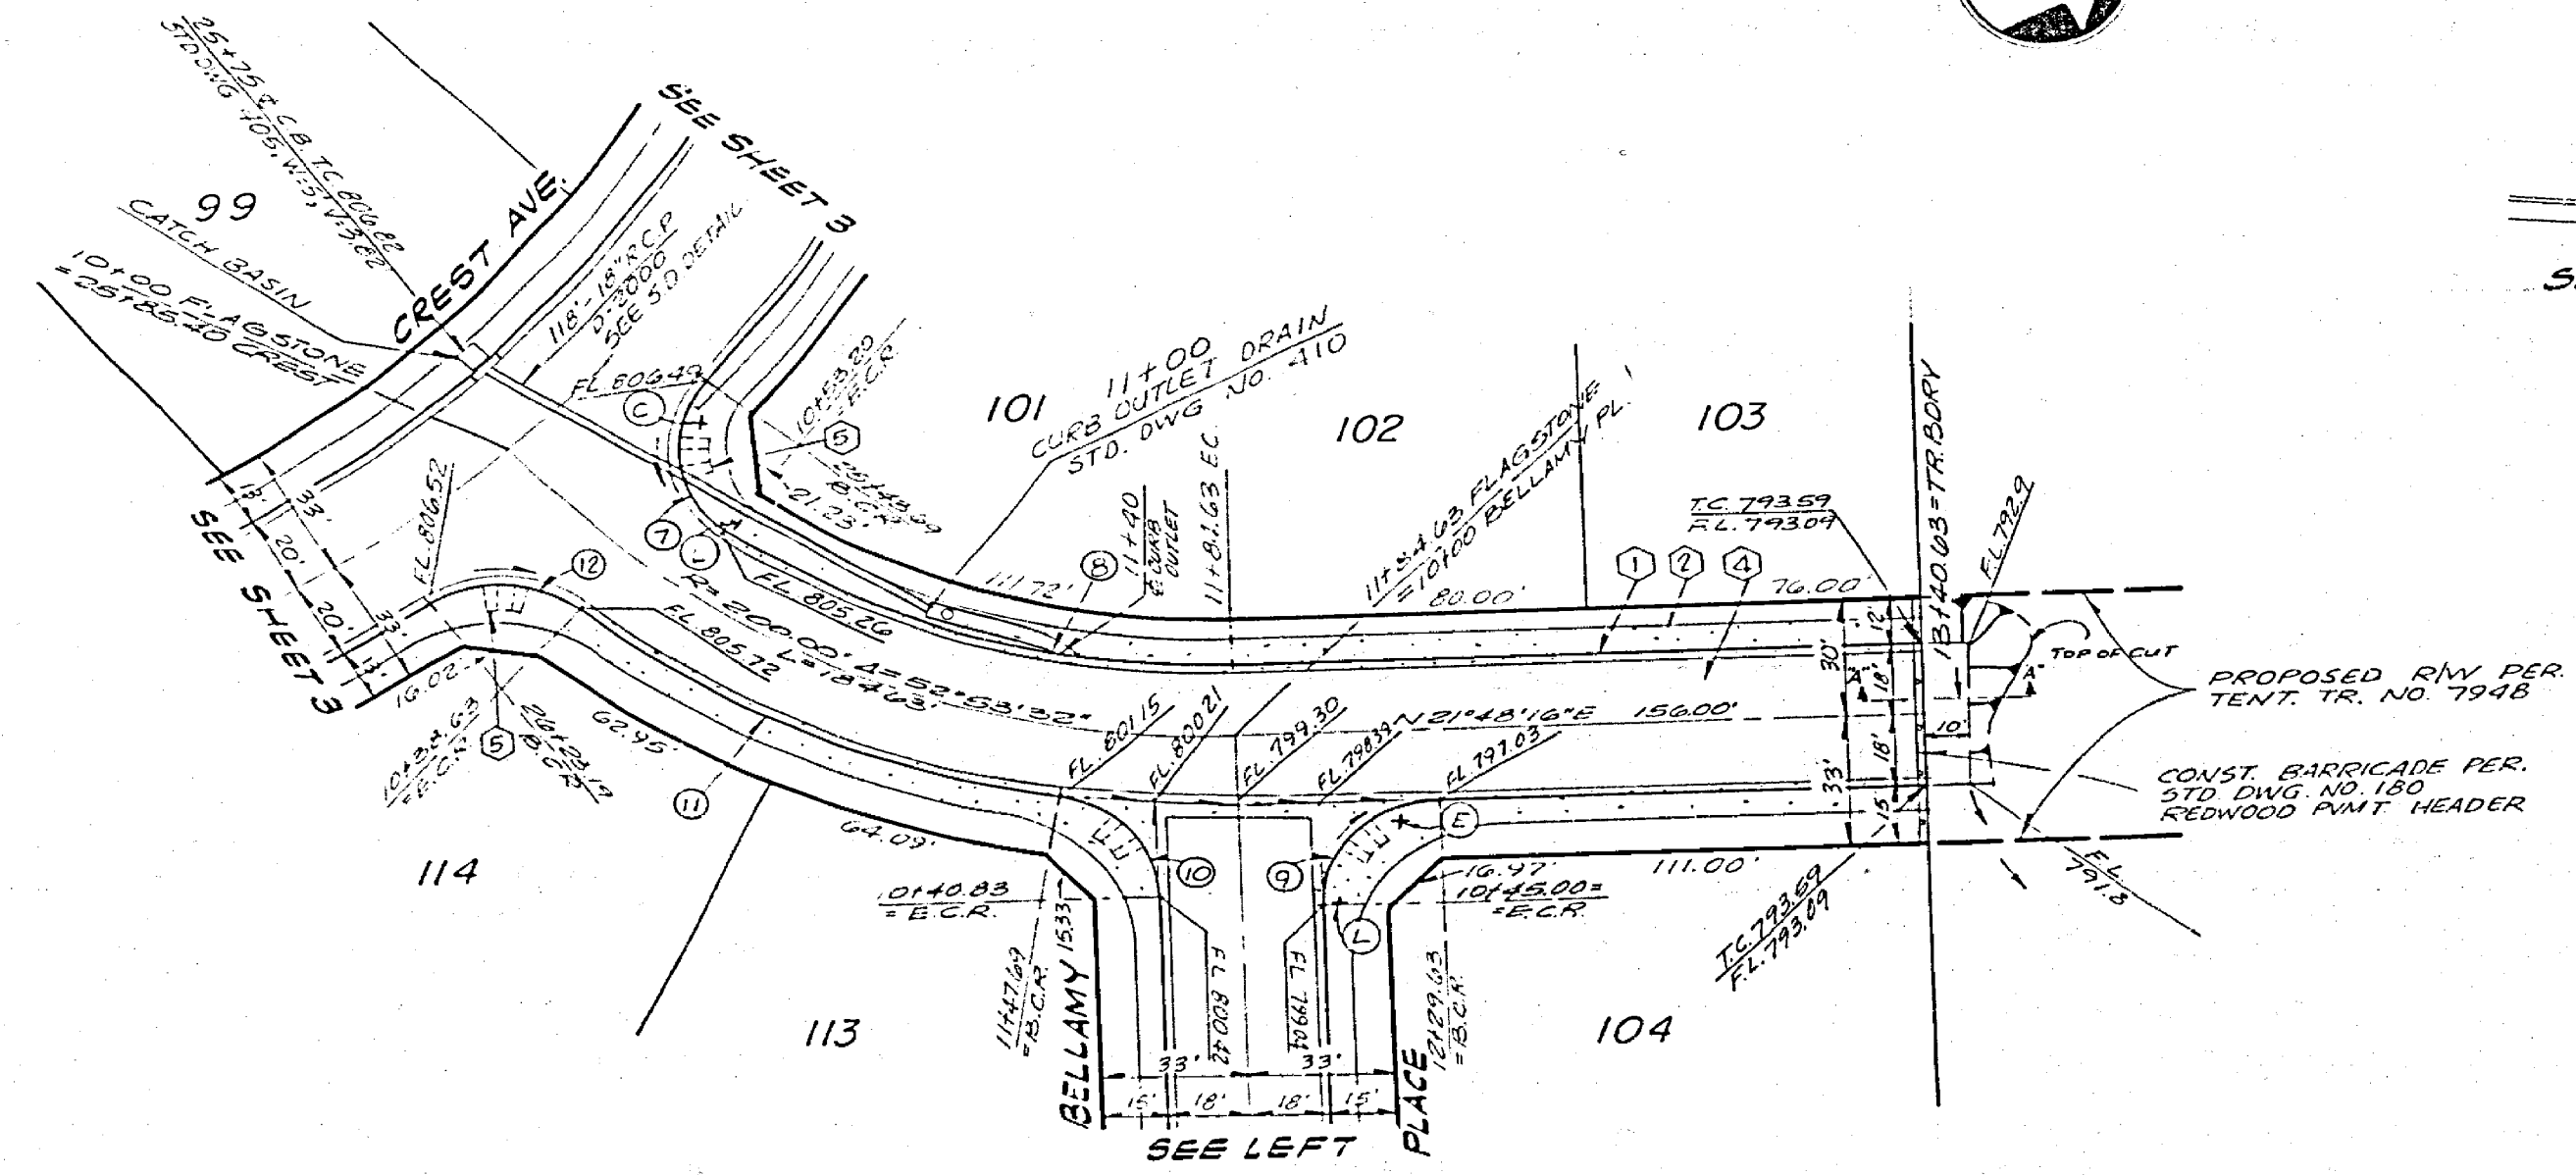 25+75 ℄ C.B. T.C. 806.82
STD DWG 405, W=5', V=3.82'
99
CATCH BASIN
10+00 FLAGSTONE
= 25+85.40 CREST
CREST AVE.
SEE SHEET 3
118'-18" R.C.P.
D-2000
SEE S.D. DETAIL
FL 806.49
C
10+53.20
= E.C.R.
5
21.23'
25+43.69
B.C.R.
101
11+00
CURB OUTLET DRAIN
STD. DWG NO. 410
102
103
11+40
℄ CURB
OUTLET
11+84.63 E.C.
11+84.63 FLAGSTONE
= 10+00 BELLAMY PL.
T.C. 793.59
F.L. 793.09
13+40.63 = TR. BDRY
F.L. 792.9
1
2
4
76.00'
80.00'
111.72'
8
7
L
FL 805.26
13'
33'
20'
20'
33'
13'
SEE SHEET 3
FL. 806.52
12
FL 805.72
R=200.00' Δ=52°53'32"
L=184.63'
16.02'
10+38.63
= E.C.R.
5
26+28.19
B.C.R.
62.95'
11
64.09'
FL. 801.15
FL. 800.21
FL. 799.30
FL. 798.39
FL 797.03
N 21°48'16"E 156.00'
12'
30'
18'
"A"
18'
33'
15'
10'
"A"
TOP OF CUT
PROPOSED R/W PER.
TENT. TR. NO. 7948
CONST. BARRICADE PER.
STD. DWG. NO. 180
REDWOOD PVMT HEADER
114
10
9
E
L
10+40.83
= E.C.R.
16.97'
10+45.00=
= E.C.R.
111.00'
T.C. 793.59
F.L. 793.09
F.L.
791.8
11+47.69
= B.C.R.
15.33'
FL 800.42
FL 799.04
12+29.63
= B.C.R.
113
104
BELLAMY
PLACE
33'
33'
15'
18'
18'
15'
SEE LEFT